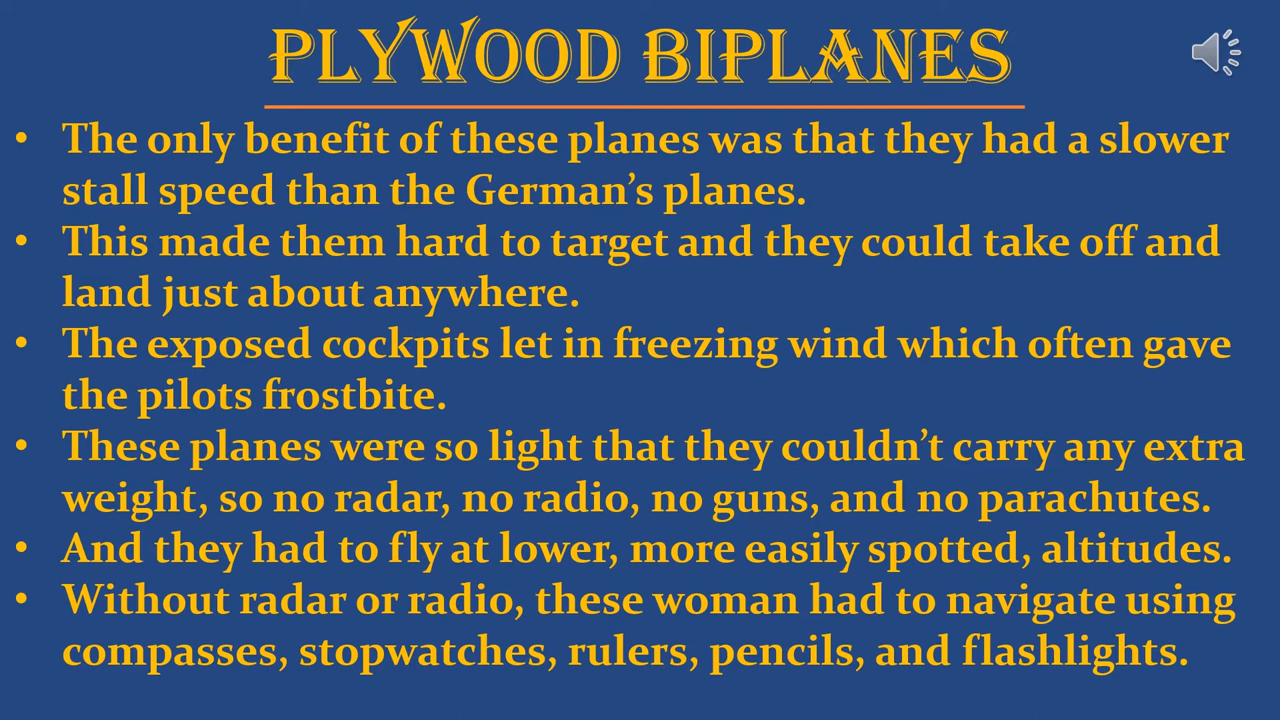 PLYWOOD BIPLANES
• The only benefit of these planes was that they had a slower
stall speed than the German’s planes.
• This made them hard to target and they could take off and
land just about anywhere.
• The exposed cockpits let in freezing wind which often gave
the pilots frostbite.
• These planes were so light that they couldn’t carry any extra
weight, so no radar, no radio, no guns, and no parachutes.
• And they had to fly at lower, more easily spotted, altitudes.
• Without radar or radio, these woman had to navigate using
compasses, stopwatches, rulers, pencils, and flashlights.